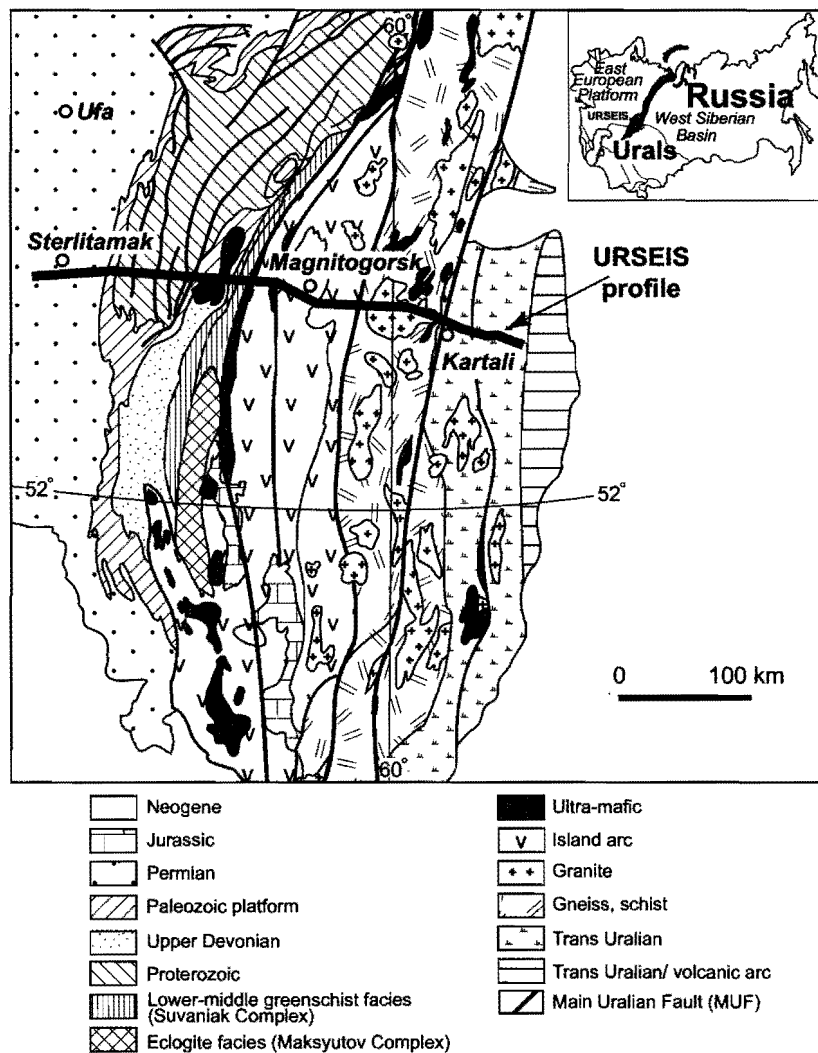 60°
Ufa
East
European
Platform
Russia
URSEIS
West Siberian
Basin
Urals
Sterlitamak
Magnitogorsk
URSEIS
profile
Kartali
52°
52°
0 100 km
60°
Neogene
Jurassic
Permian
Paleozoic platform
Upper Devonian
Proterozoic
Lower-middle greenschist facies
(Suvaniak Complex)
Eclogite facies (Maksyutov Complex)
Ultra-mafic
Island arc
Granite
Gneiss, schist
Trans Uralian
Trans Uralian/ volcanic arc
Main Uralian Fault (MUF)